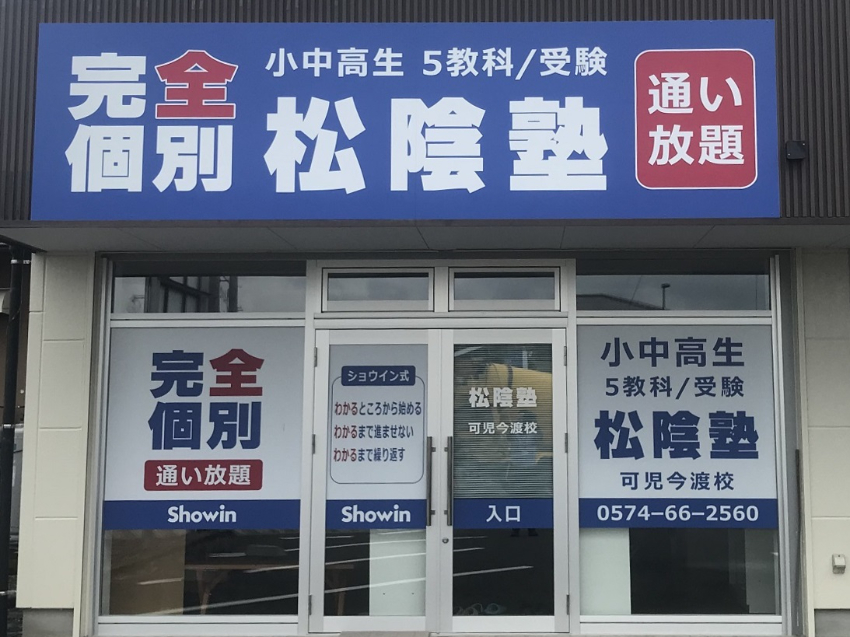 完全
個別
小中高生 5教科/受験
松陰塾
通い
放題
完全
個別
通い放題
Showin
ショウイン式
わかるところから始める
わかるまで進ませない
わかるまで繰り返す
Showin
松陰塾
可児今渡校
入口
小中高生
5教科/受験
松陰塾
可児今渡校
0574-66-2560